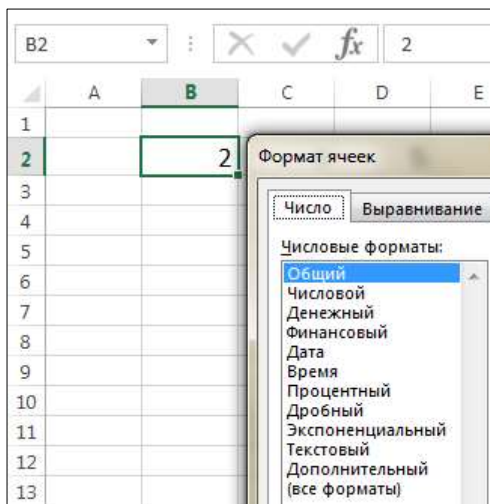 B2 fx 2
A B C D E
1
2 2
3
4
5
6
7
8
9
10
11
12
13
Формат ячеек
Число Выравнивание
Числовые форматы:
Общий
Числовой
Денежный
Финансовый
Дата
Время
Процентный
Дробный
Экспоненциальный
Текстовый
Дополнительный
(все форматы)